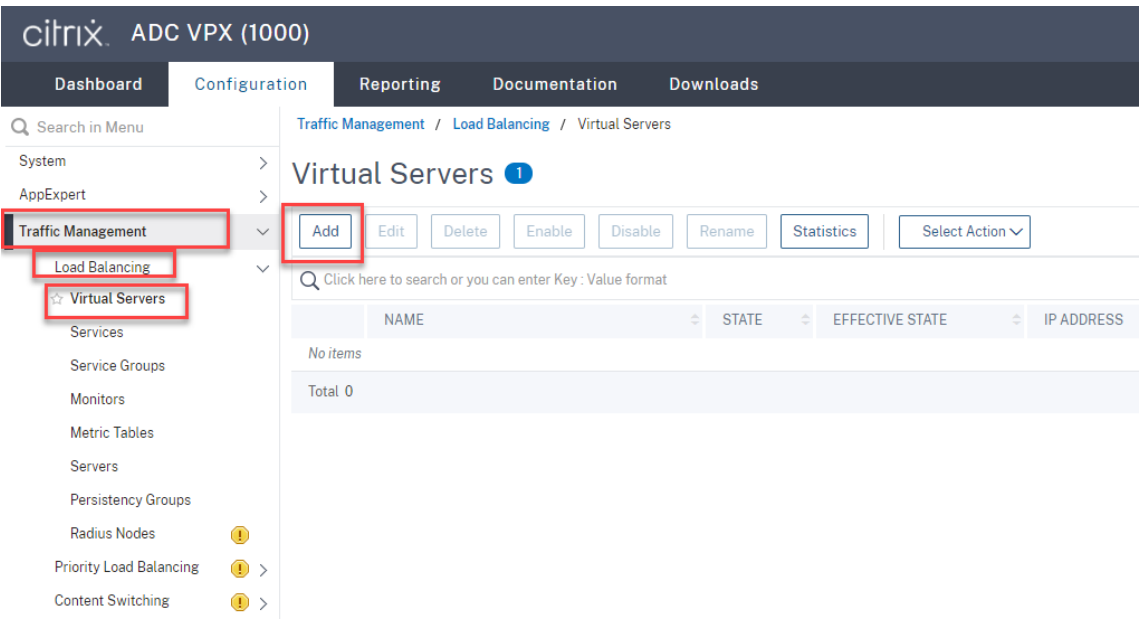 citrix. ADC VPX (1000)
Dashboard Configuration Reporting Documentation Downloads
Search in Menu
Traffic Management / Load Balancing / Virtual Servers
System
Virtual Servers 1
AppExpert
Traffic Management
Add Edit Delete Enable Disable Rename Statistics Select Action
Load Balancing
Click here to search or you can enter Key : Value format
Virtual Servers
NAME STATE EFFECTIVE STATE IP ADDRESS
Services
No items
Service Groups
Total 0
Monitors
Metric Tables
Servers
Persistency Groups
Radius Nodes !
Priority Load Balancing !
Content Switching !